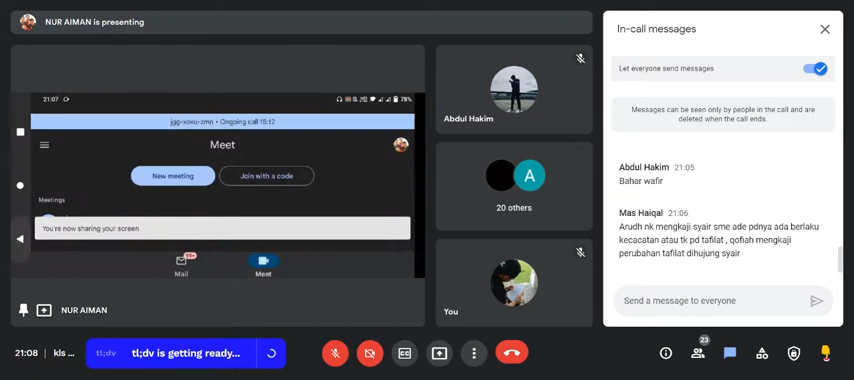 NUR AIMAN is presenting
21:07
78%
jgg-xoxu-zmn • Ongoing call 15:12
Meet
New meeting
Join with a code
Meetings
You're now sharing your screen
99+
Mail
Meet
NUR AIMAN
Abdul Hakim
A
20 others
You
In-call messages
Let everyone send messages
Messages can be seen only by people in the call and are
deleted when the call ends.
Abdul Hakim 21:05
Bahar wafir
Mas Haiqal 21:06
Arudh nk mengkaji syair sme ade pdnya ada berlaku
kecacatan atau tk pd tafilat , qofiah mengkaji
perubahan tafilat dihujung syair
Send a message to everyone
21:08 | kls ...
tl;dv tl;dv is getting ready...
23